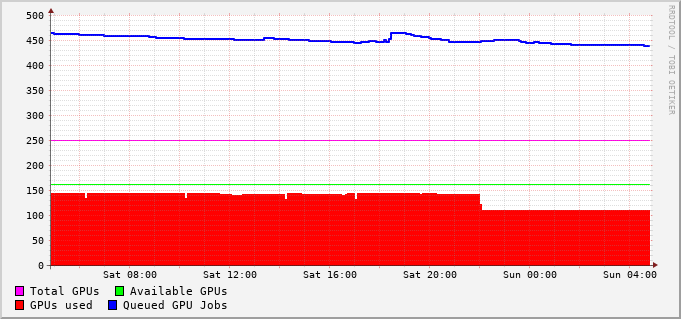 500
450
400
350
300
250
200
150
100
50
0
Sat 08:00 Sat 12:00 Sat 16:00 Sat 20:00 Sun 00:00 Sun 04:00
Total GPUs Available GPUs
GPUs used Queued GPU Jobs
RRDTOOL / TOBI OETIKER